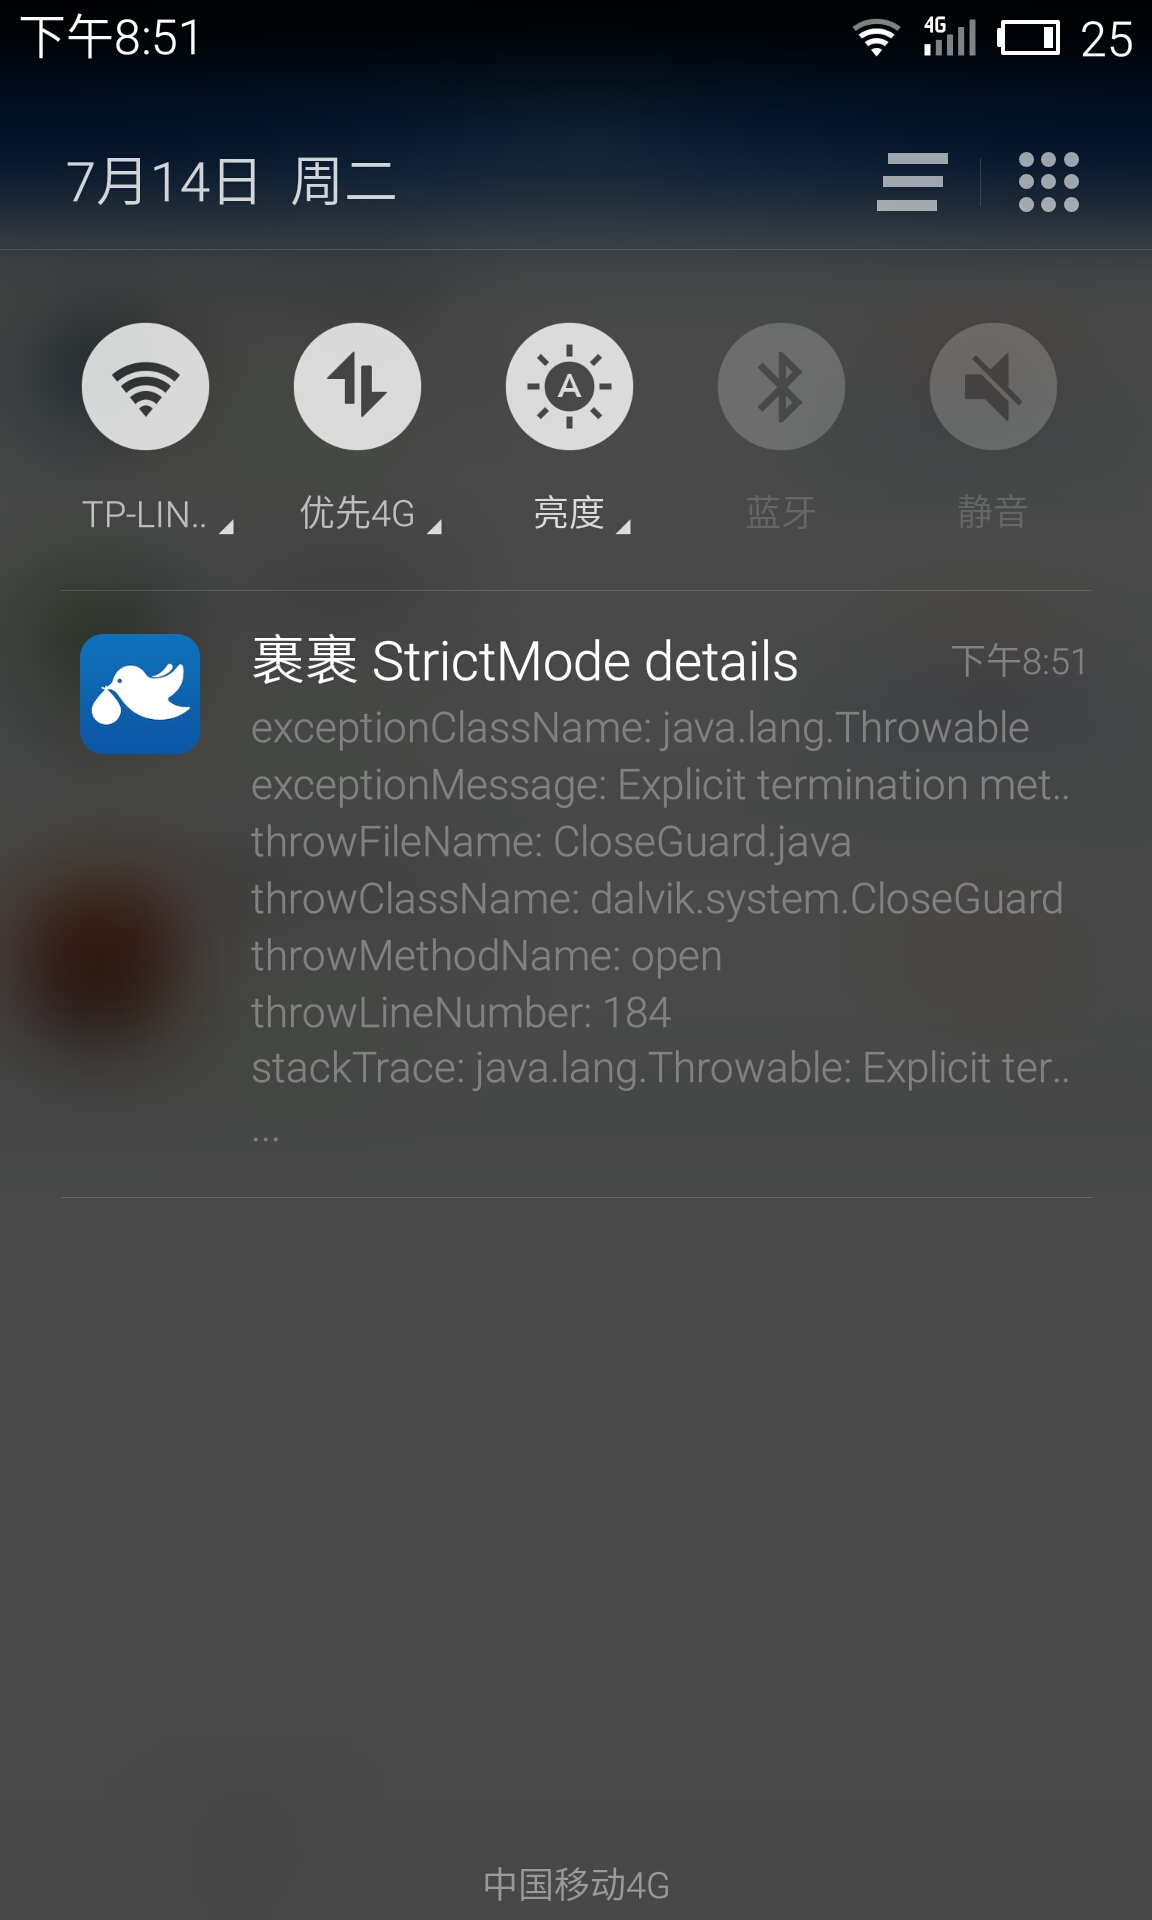 下午8:51
4G
25
7月14日 周二
A
TP-LIN..
优先4G
亮度
蓝牙
静音
裹裹 StrictMode details
下午8:51
exceptionClassName: java.lang.Throwable
exceptionMessage: Explicit termination met..
throwFileName: CloseGuard.java
throwClassName: dalvik.system.CloseGuard
throwMethodName: open
throwLineNumber: 184
stackTrace: java.lang.Throwable: Explicit ter..
...
中国移动4G